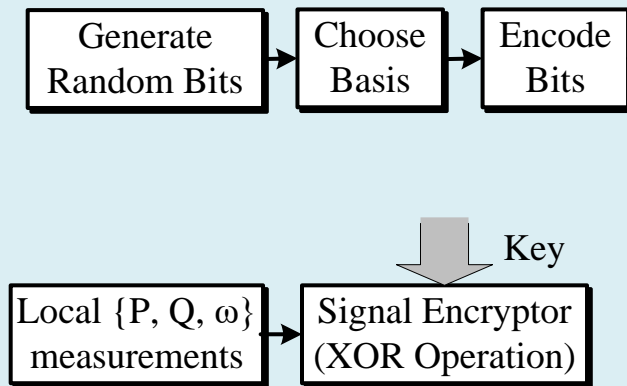 Generate
Random Bits
Choose
Basis
Encode
Bits
Key
Local {P, Q, ω}
measurements
Signal Encryptor
(XOR Operation)